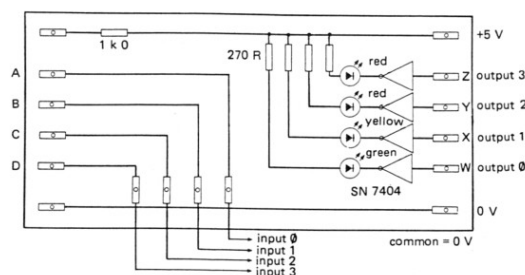 +5 V
1 k 0
270 R
red
A
Z output 3
red
B
Y output 2
yellow
C
X output 1
green
D
W output Ø
SN 7404
0 V
input Ø
common = 0 V
input 1
input 2
input 3